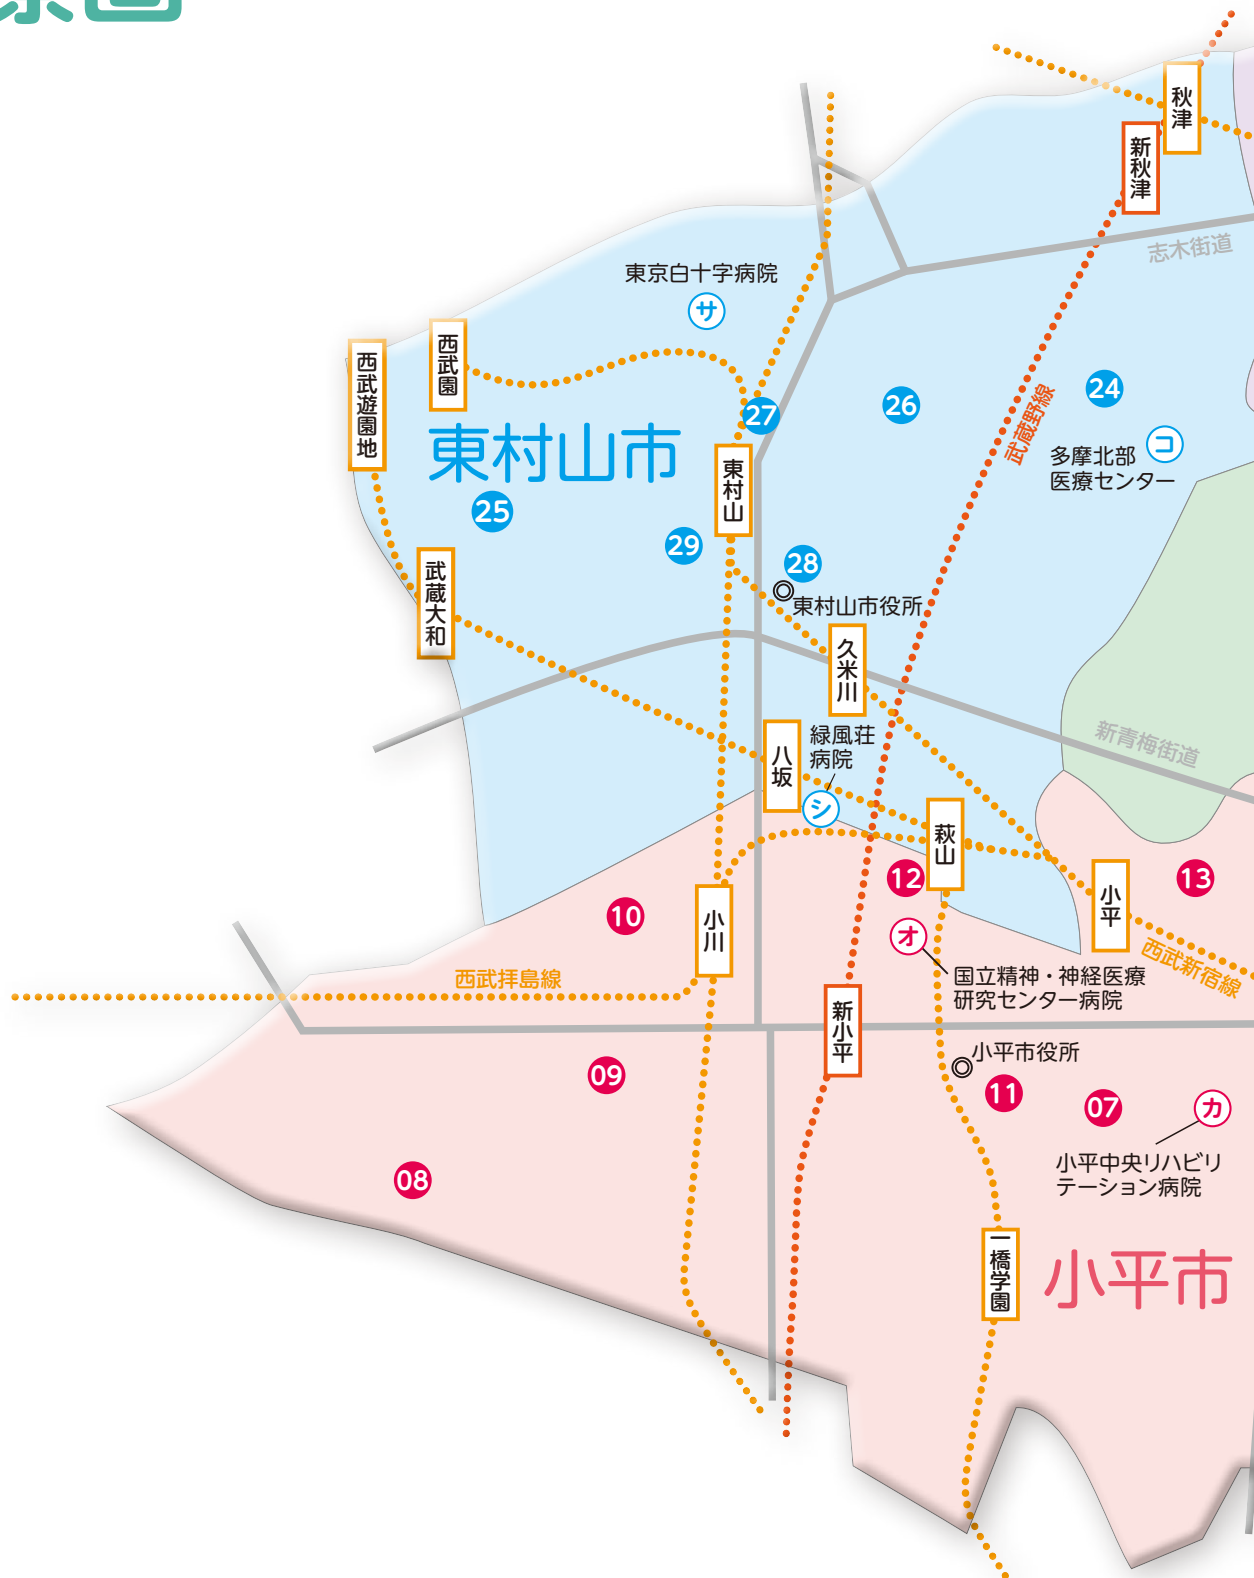 秋津
新秋津
志木街道
東京白十字病院
サ
西武園
西武遊園地
武蔵野線
24
26
27
東村山市
コ
多摩北部
医療センター
東村山
25
29
28
武蔵大和
東村山市役所
久米川
新青梅街道
緑風荘
病院
八坂
シ
萩山
12
13
小平
10
小川
オ
西武新宿線
国立精神・神経医療
研究センター病院
西武拝島線
新小平
小平市役所
09
11
07
カ
小平中央リハビリ
テーション病院
08
一橋学園
小平市